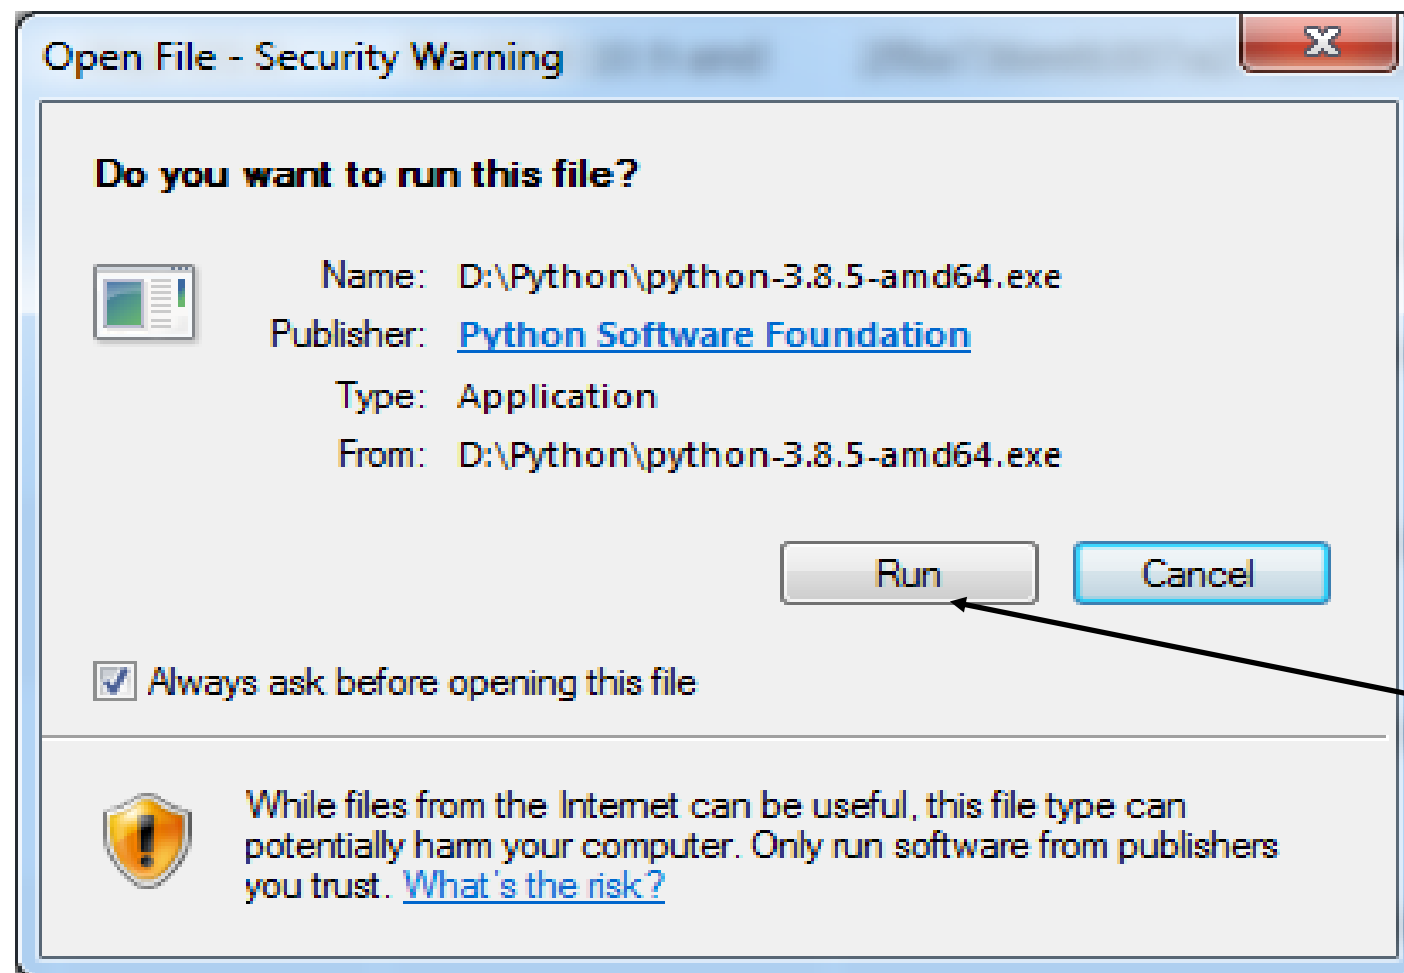 Open File - Security Warning
Do you want to run this file?
Name: D:\Python\python-3.8.5-amd64.exe
Publisher: Python Software Foundation
Type: Application
From: D:\Python\python-3.8.5-amd64.exe
Run Cancel
Always ask before opening this file
While files from the Internet can be useful, this file type can
potentially harm your computer. Only run software from publishers
you trust. What's the risk?